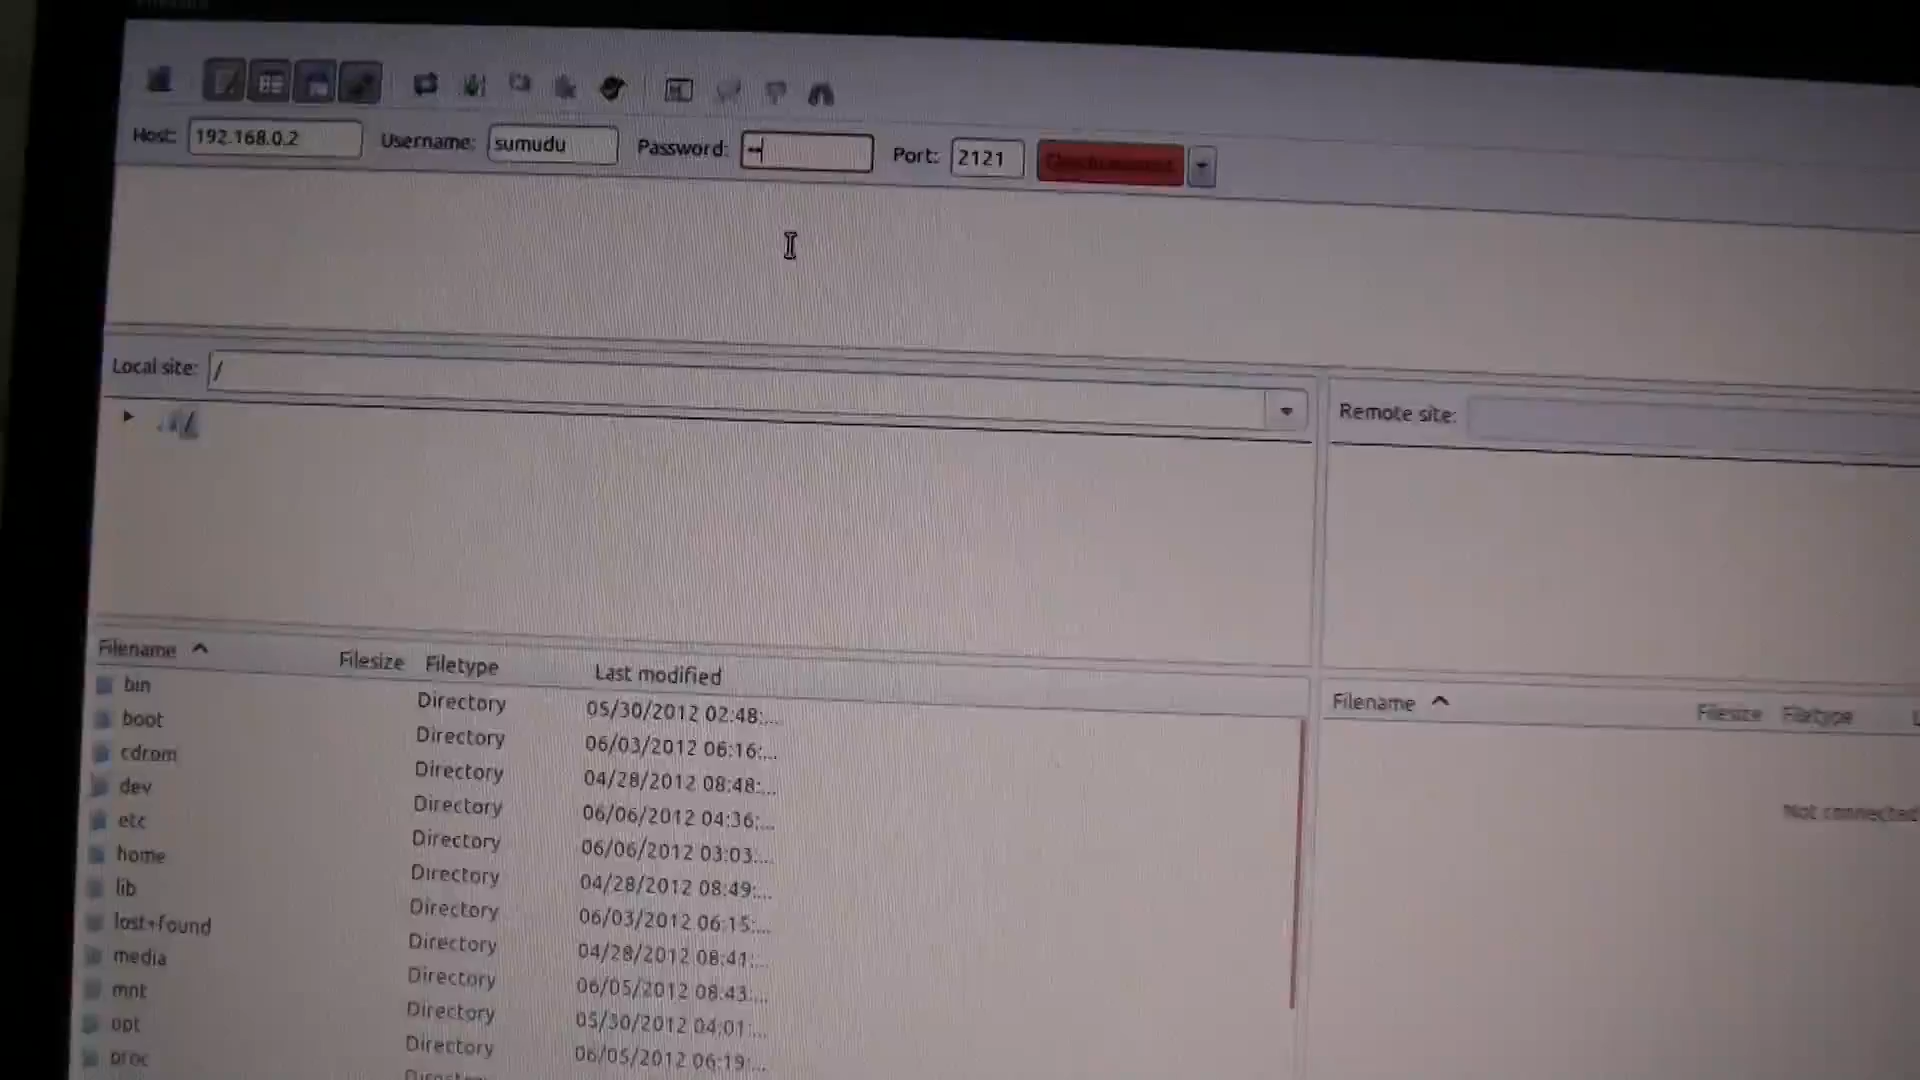 Host: 192.168.0.2 Username: sumudu Password: Port: 2121
Local site: /
Remote site:
Filename Filesize Filetype Last modified
bin Directory 05/30/2012 02:48:...
boot Directory 06/03/2012 06:16:...
cdrom Directory 04/28/2012 08:48:...
dev Directory 06/06/2012 04:36:...
etc Directory 06/06/2012 03:03:...
home Directory 04/28/2012 08:49:...
lib Directory 06/03/2012 06:15:...
lost+found Directory 04/28/2012 08:41:...
media Directory 06/05/2012 08:43:...
mnt Directory 05/30/2012 04:01:...
opt Directory 06/05/2012 06:19:...
proc
Filename Filesize Filetype
Not connected